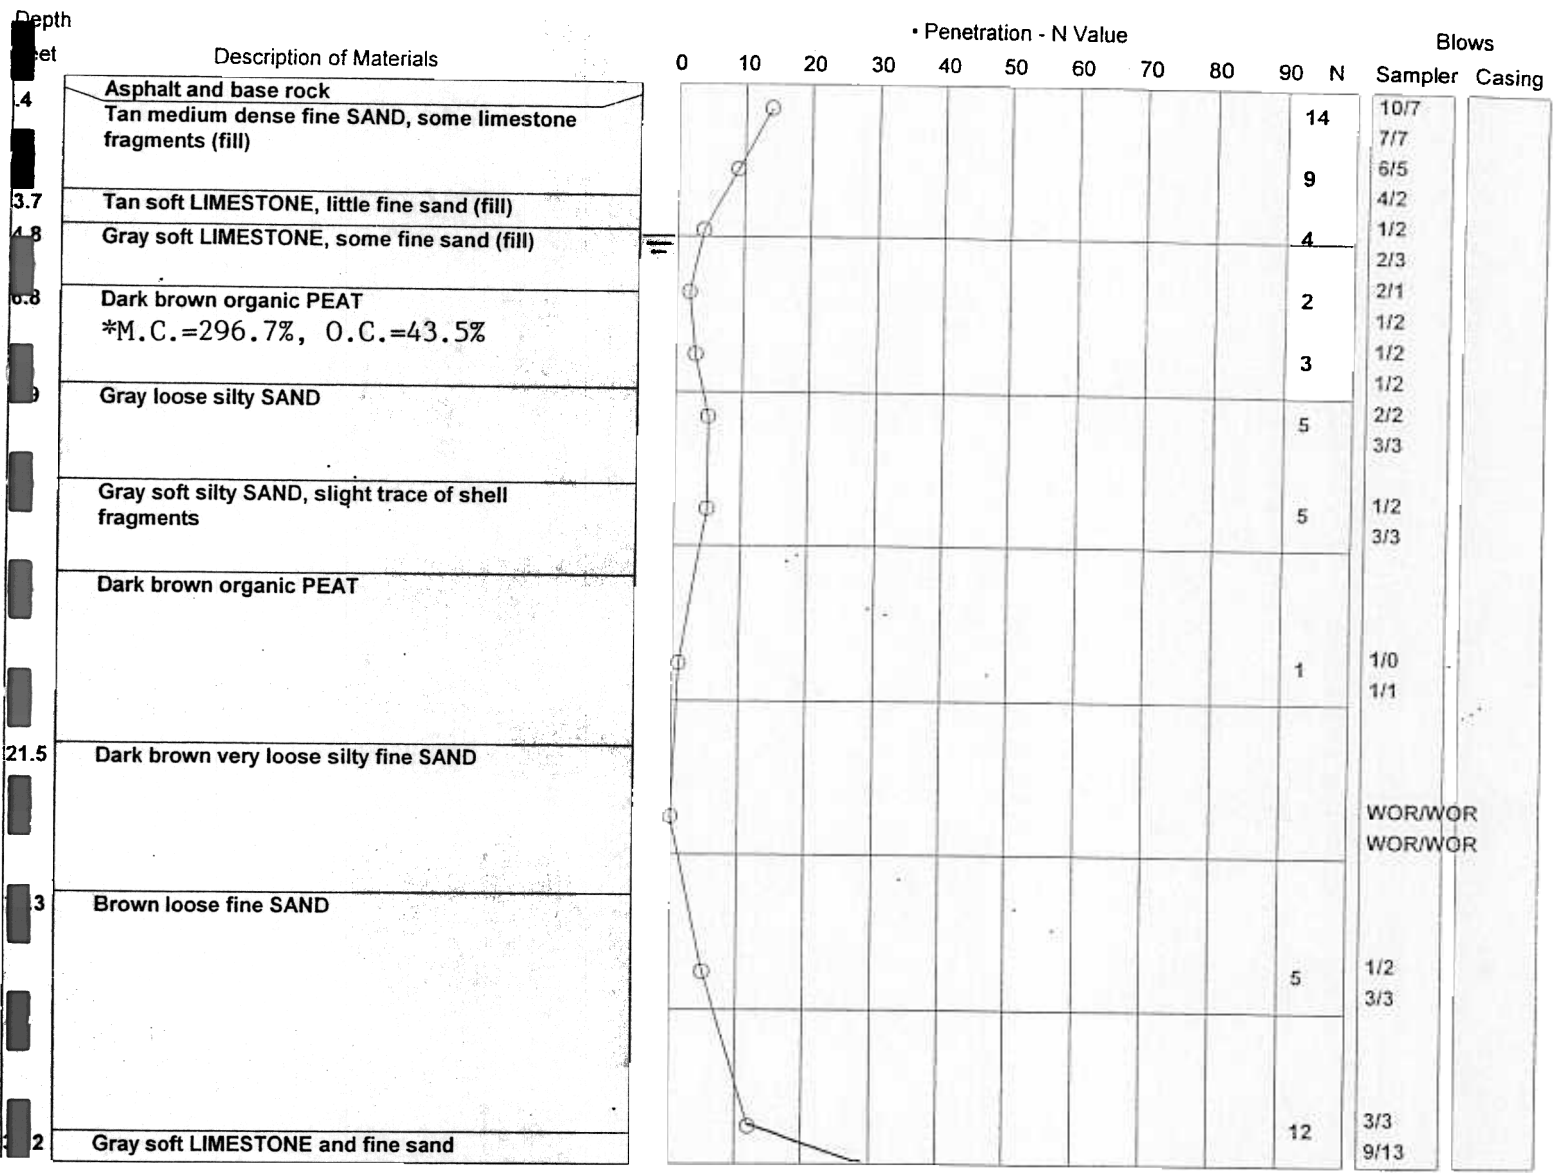 Depth
• Penetration - N Value
Blows
Description of Materials
0 10 20 30 40 50 60 70 80 90 N
Sampler Casing
.4
Asphalt and base rock
Tan medium dense fine SAND, some limestone
fragments (fill)
14
10/7
7/7
9
6/5
3.7
Tan soft LIMESTONE, little fine sand (fill)
4/2
4.8
Gray soft LIMESTONE, some fine sand (fill)
4
1/2
2/3
6.8
Dark brown organic PEAT
2
2/1
*M.C.=296.7%, O.C.=43.5%
1/2
3
1/2
1/2
Gray loose silty SAND
5
2/2
3/3
Gray soft silty SAND, slight trace of shell
fragments
5
1/2
3/3
Dark brown organic PEAT
1
1/0
1/1
21.5
Dark brown very loose silty fine SAND
WOR/WOR
WOR/WOR
Brown loose fine SAND
5
1/2
3/3
Gray soft LIMESTONE and fine sand
12
3/3
9/13